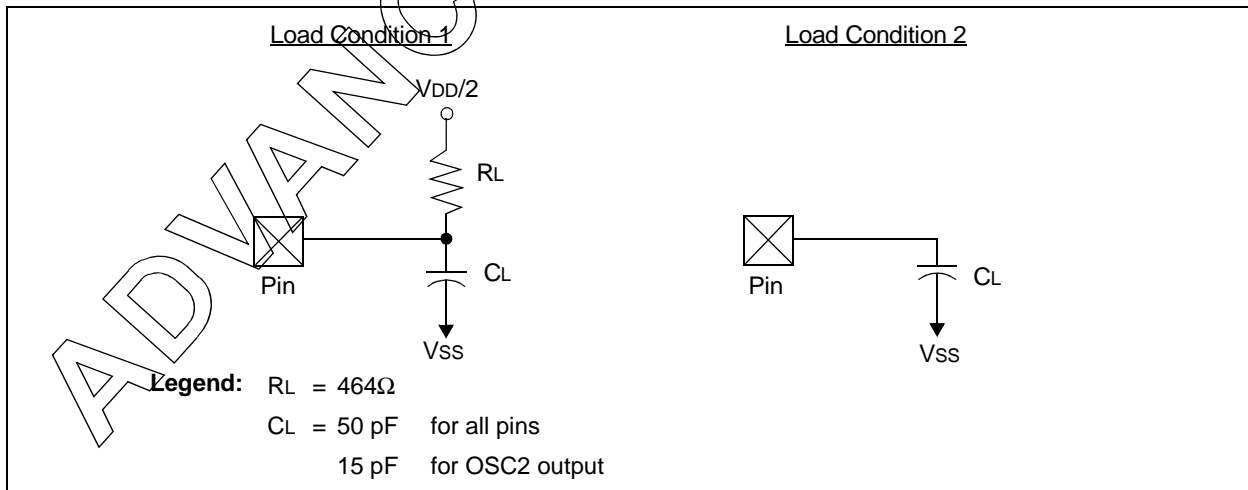 Load Condition 1
VDD/2
RL
Pin
CL
VSS
Load Condition 2
Pin
CL
VSS
Legend: RL = 464Ω
CL = 50 pF for all pins
15 pF for OSC2 output
ADVANC